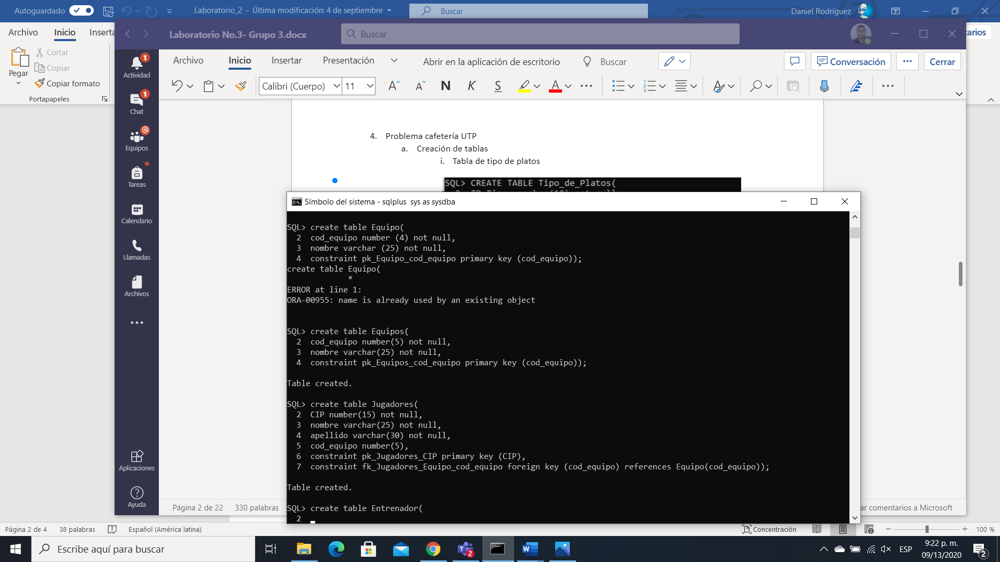 Autoguardado
Laboratorio_2 - Última modificación: 4 de septiembre
Buscar
Daniel Rodríguez
Archivo
Inicio
Inserta
Pegar
Cortar
Copiar
Copiar formato
Portapapeles
Laboratorio No.3- Grupo 3.docx
Buscar
arios
Archivo
Inicio
Insertar
Presentación
Abrir en la aplicación de escritorio
Buscar
Conversación
Cerrar
Calibri (Cuerpo)
11
N K S
1
Actividad
1
Chat
@
Equipos
Tareas
Calendario
Llamadas
Archivos
Aplicaciones
Ayuda
4. Problema cafetería UTP
a. Creación de tablas
i. Tabla de tipo de platos
SQL> CREATE TABLE Tipo_de_Platos(
Símbolo del sistema - sqlplus sys as sysdba
SQL> create table Equipo(
2 cod_equipo number (4) not null,
3 nombre varchar (25) not null,
4 constraint pk_Equipo_cod_equipo primary key (cod_equipo));
create table Equipo(
*
ERROR at line 1:
ORA-00955: name is already used by an existing object
SQL> create table Equipos(
2 cod_equipo number(5) not null,
3 nombre varchar(25) not null,
4 constraint pk_Equipos_cod_equipo primary key (cod_equipo));
Table created.
SQL> create table Jugadores(
2 CIP number(15) not null,
3 nombre varchar(25) not null,
4 apellido varchar(30) not null,
5 cod_equipo number(5),
6 constraint pk_Jugadores_CIP primary key (CIP),
7 constraint fk_Jugadores_Equipo_cod_equipo foreign key (cod_equipo) references Equipo(cod_equipo));
Table created.
SQL> create table Entrenador(
2
Página 2 de 22
330 palabras
ar comentarios a Microsoft
Página 2 de 4
38 palabras
Español (América latina)
Concentración
100 %
Escribe aquí para buscar
2
ESP
9:22 p. m.
09/13/2020
2